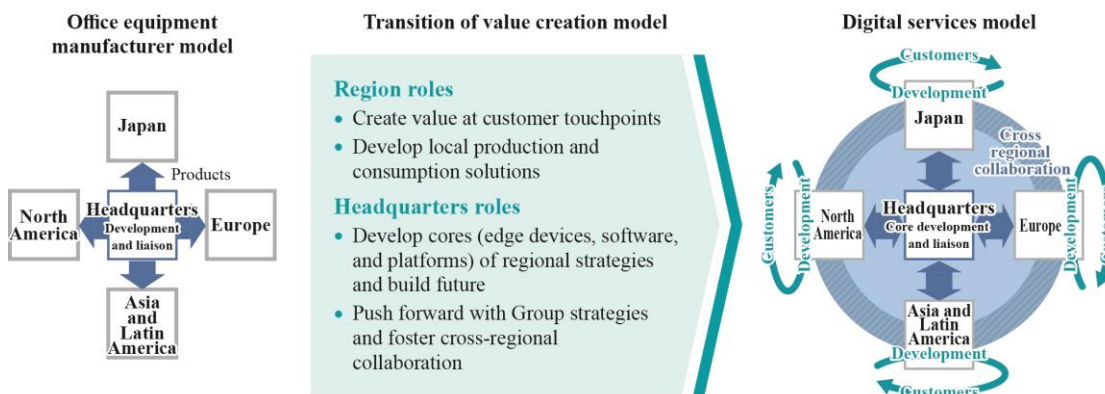 Office equipment
manufacturer model
Japan
Products
North
America
Headquarters
Development
and liaison
Europe
Asia
and
Latin
America
Transition of value creation model
Region roles
• Create value at customer touchpoints
• Develop local production and
consumption solutions
Headquarters roles
• Develop cores (edge devices, software,
and platforms) of regional strategies
and build future
• Push forward with Group strategies
and foster cross-regional
collaboration
Digital services model
Customers
Development
Japan
Cross
regional
collaboration
Customers
Development
North
America
Headquarters
Core development
and liaison
Europe
Development
Customers
Asia and
Latin
America
Development
Customers